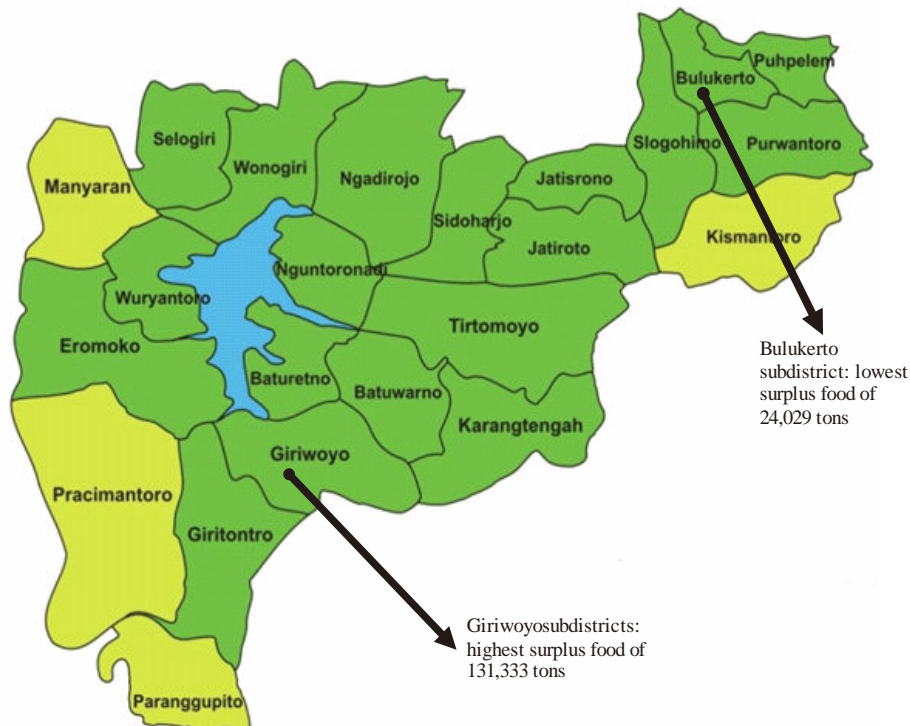 Puhpelem
Bulukerto
Selogiri
Slogohimo
Purwantoro
Wonogiri
Ngadirojo
Jatisrono
Manyaran
Sidoharjo
Kismantoro
Jatiroto
Nguntoronadi
Wuryantoro
Tirtomoyo
Eromoko
Baturetno
Batuwarno
Karangtengah
Giriwoyo
Pracimantoro
Giritontro
Paranggupito
Bulukerto
subdistrict: lowest
surplus food of
24,029 tons
Giriwoyosubdistricts:
highest surplus food of
131,333 tons